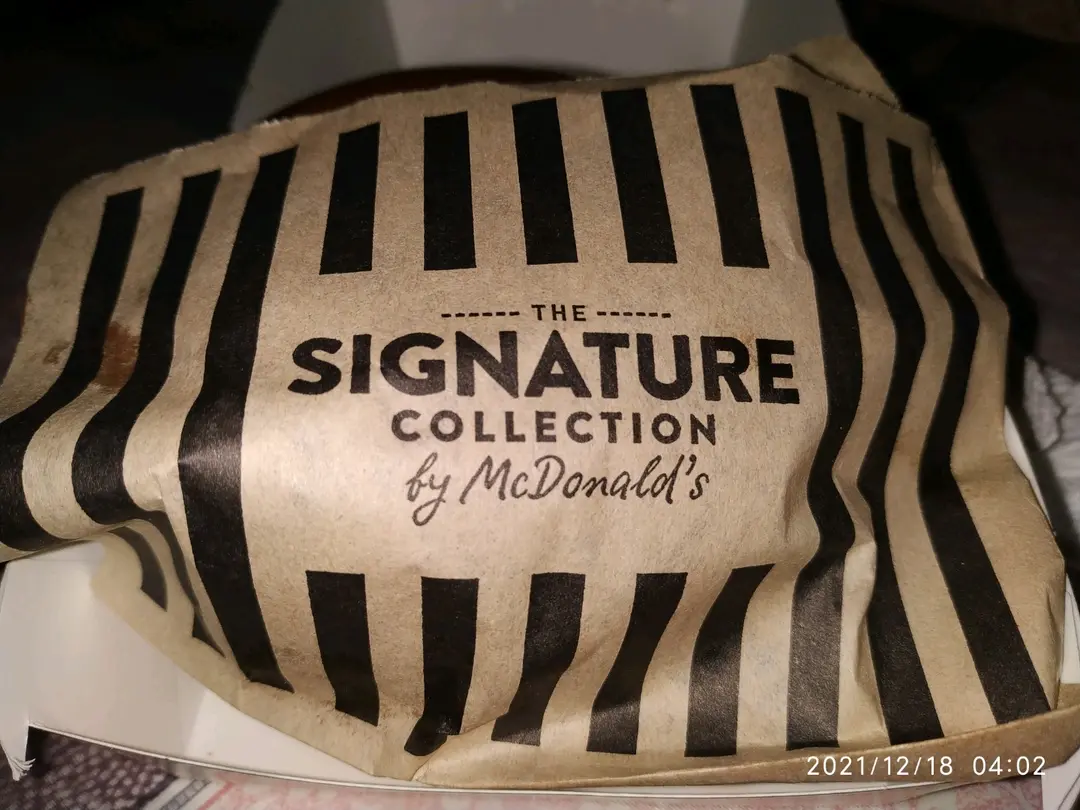 ------ THE ------
SIGNATURE
COLLECTION
by McDonald's
2021/12/18 04:02